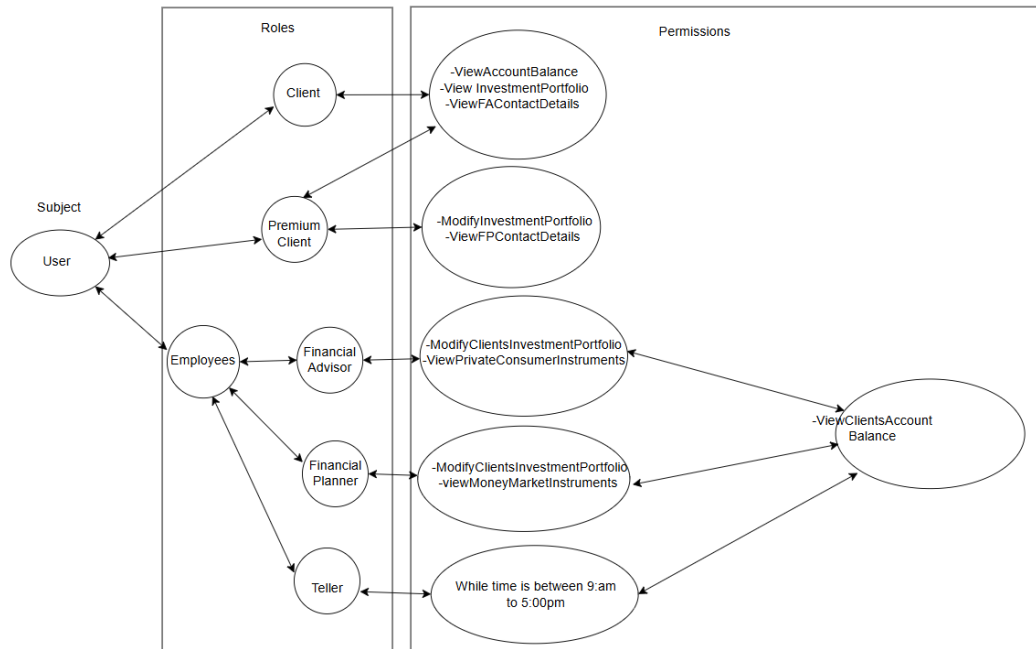 Roles
Permissions
Client
-ViewAccountBalance
-View InvestmentPortfolio
-ViewFAContactDetails
Subject
User
Premium
Client
-ModifyInvestmentPortfolio
-ViewFPContactDetails
Employees
Financial
Advisor
-ModifyClientsInvestmentPortfolio
-ViewPrivateConsumerInstruments
-ViewClientsAccount
Balance
Financial
Planner
-ModifyClientsInvestmentPortfolio
-viewMoneyMarketInstruments
Teller
While time is between 9:am
to 5:00pm